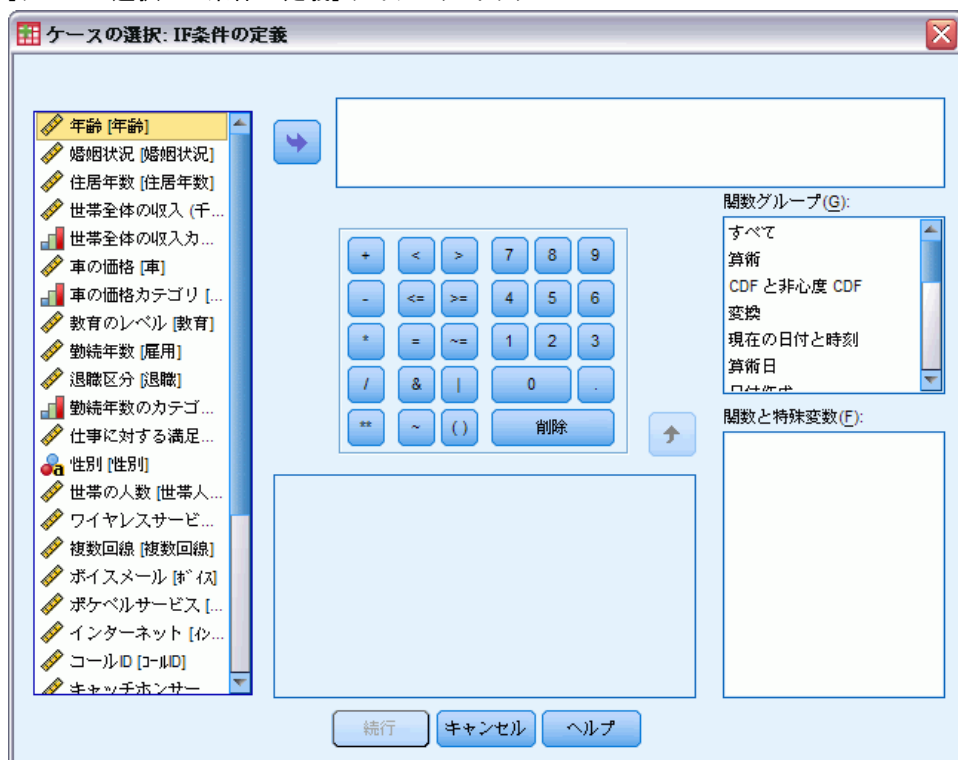 ケースの選択: IF条件の定義
年齢 [年齢]
婚姻状況 [婚姻状況]
住居年数 [住居年数]
世帯全体の収入 (千...
世帯全体の収入カ...
車の価格 [車]
車の価格カテゴリ [...
教育のレベル [教育]
勤続年数 [雇用]
退職区分 [退職]
勤続年数のカテゴ...
仕事に対する満足...
性別 [性別]
世帯の人数 [世帯人...
ワイヤレスサービ...
複数回線 [複数回線]
ボイスメール [ボイス]
ポケベルサービス [...
インターネット [イン...
コールID [コールID]
キャッチホンサー
+ < > 7 8 9
- <= >= 4 5 6
* = ~= 1 2 3
/ & | 0 .
** ~ ( ) 削除
関数グループ(G):
すべて
算術
CDF と非心度 CDF
変換
現在の日付と時刻
算術日
関数と特殊変数(F):
続行 キャンセル ヘルプ